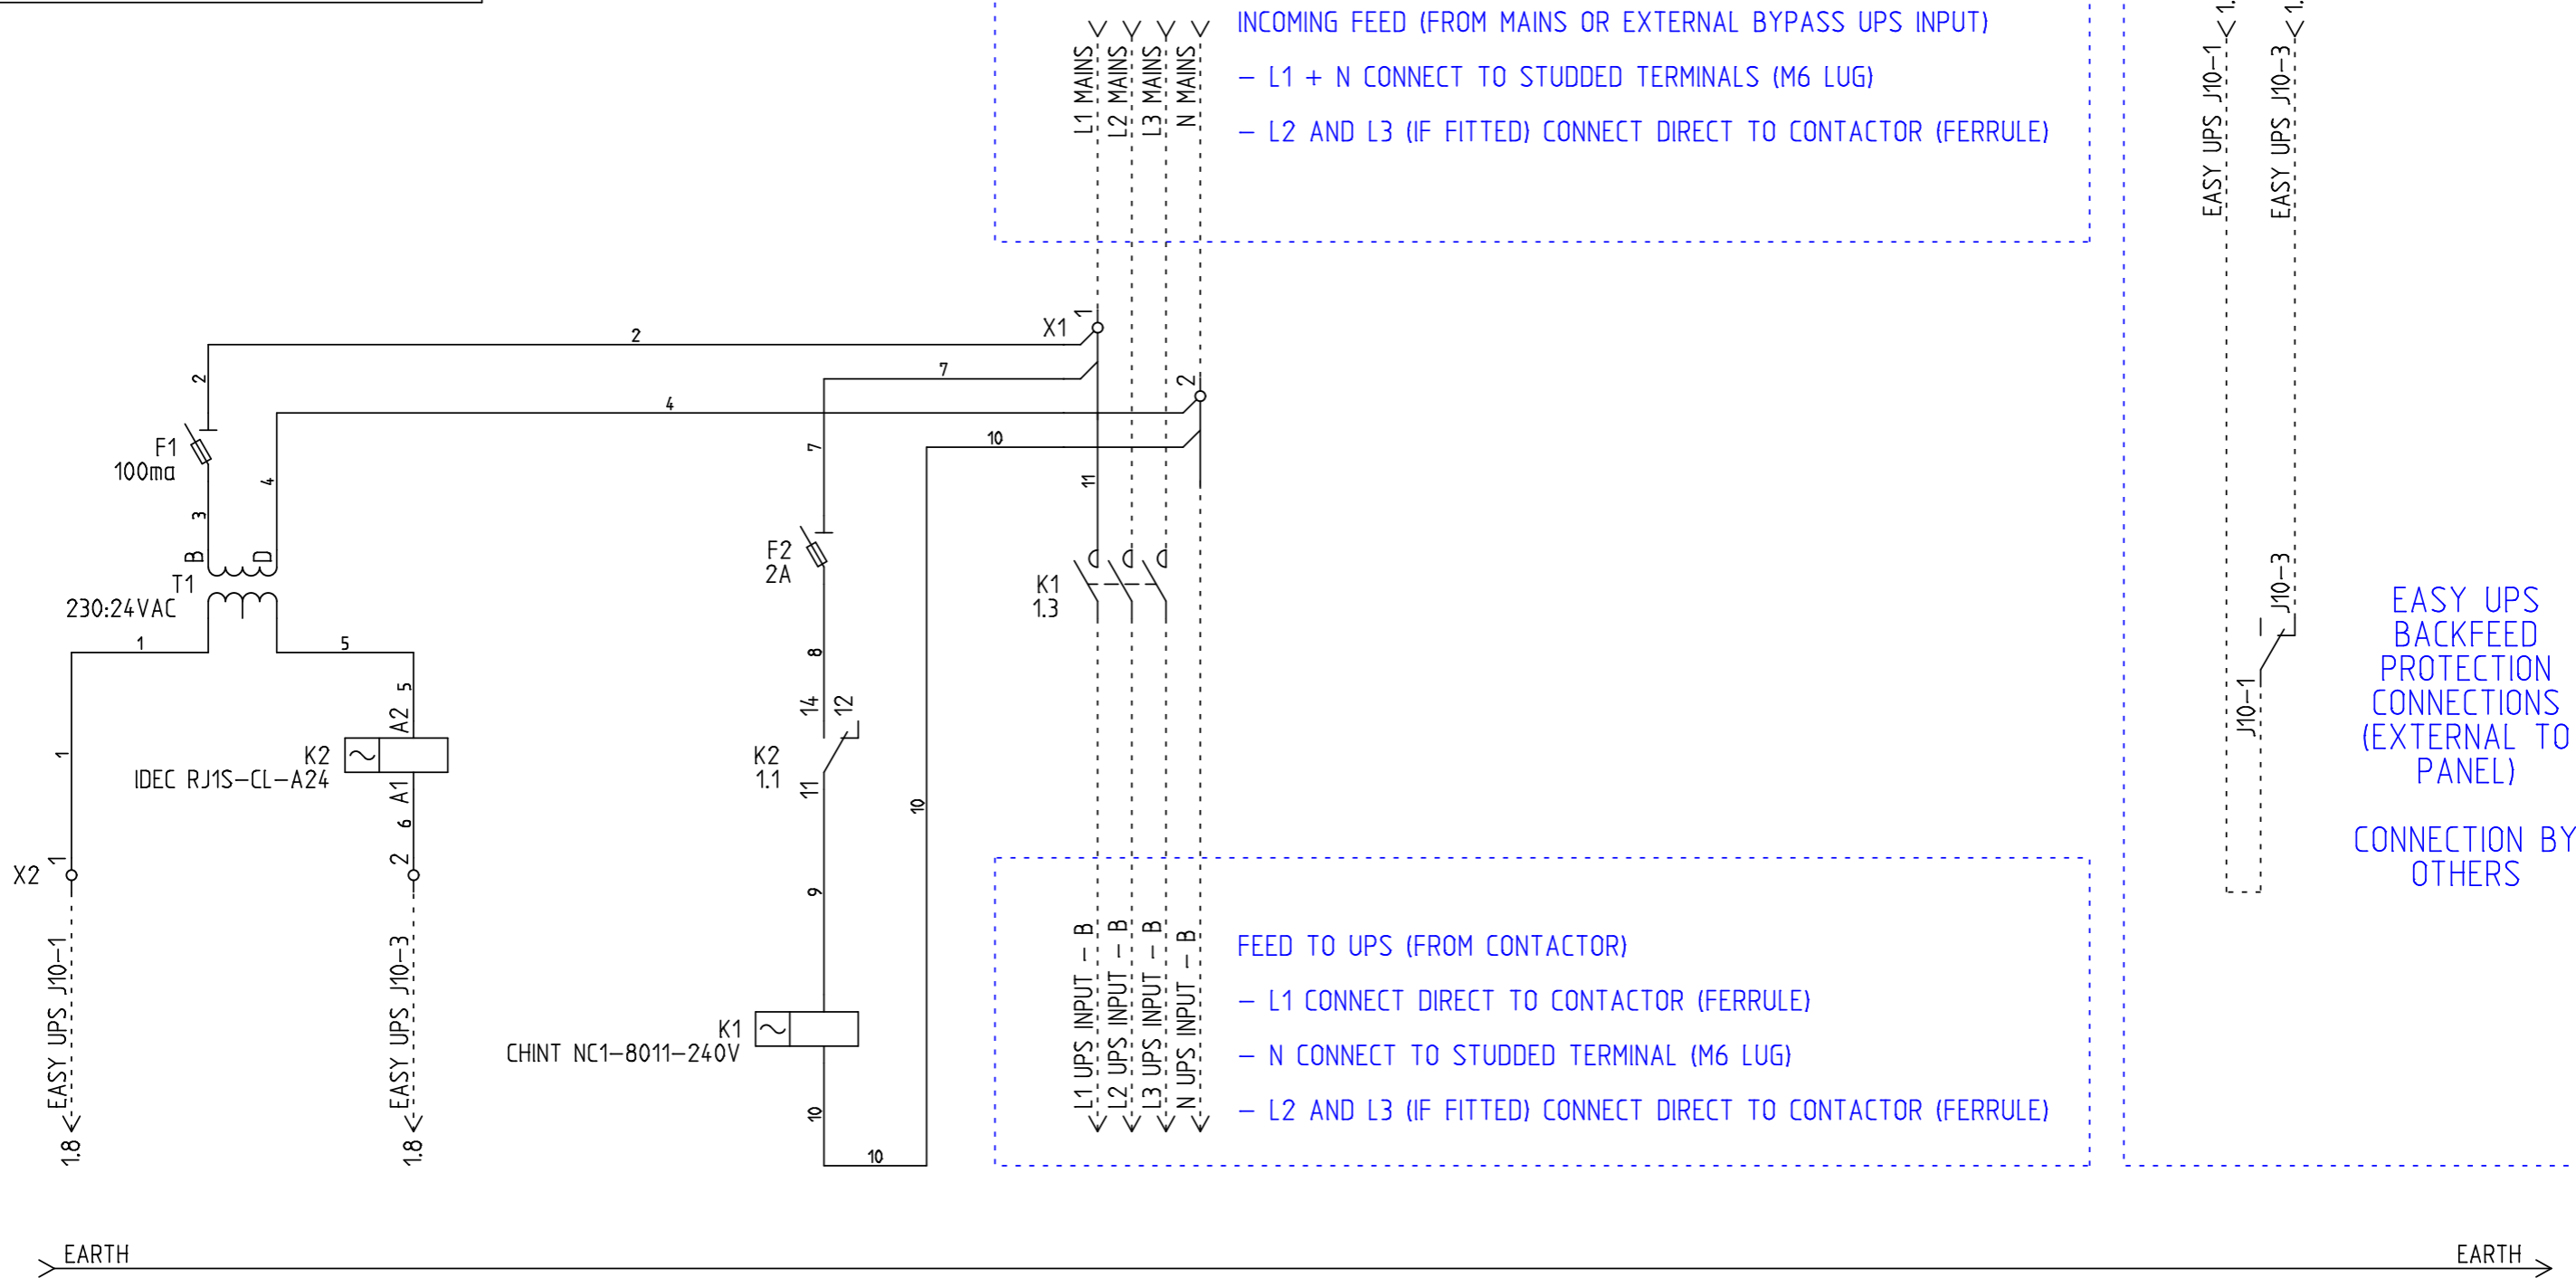 INCOMING FEED (FROM MAINS OR EXTERNAL BYPASS UPS INPUT)
- L1 + N CONNECT TO STUDDED TERMINALS (M6 LUG)
- L2 AND L3 (IF FITTED) CONNECT DIRECT TO CONTACTOR (FERRULE)
L1 MAINS
L2 MAINS
L3 MAINS
N MAINS
EASY UPS J10-1
1.
EASY UPS J10-3
1.
X1
1
2
2
7
2
4
10
F1
100ma
3
4
B
D
T1
230:24VAC
1
5
1
5
A2
K2
IDEC RJ1S-CL-A24
A1
6
X2
1
2
EASY UPS J10-1
1.8
EASY UPS J10-3
1.8
7
F2
2A
8
14
12
K2
1.1
11
9
10
K1
CHINT NC1-8011-240V
10
10
11
K1
1.3
L1 UPS INPUT - B
L2 UPS INPUT - B
L3 UPS INPUT - B
N UPS INPUT - B
FEED TO UPS (FROM CONTACTOR)
- L1 CONNECT DIRECT TO CONTACTOR (FERRULE)
- N CONNECT TO STUDDED TERMINAL (M6 LUG)
- L2 AND L3 (IF FITTED) CONNECT DIRECT TO CONTACTOR (FERRULE)
J10-3
J10-1
EASY UPS
BACKFEED
PROTECTION
CONNECTIONS
(EXTERNAL TO
PANEL)
CONNECTION BY
OTHERS
EARTH
EARTH